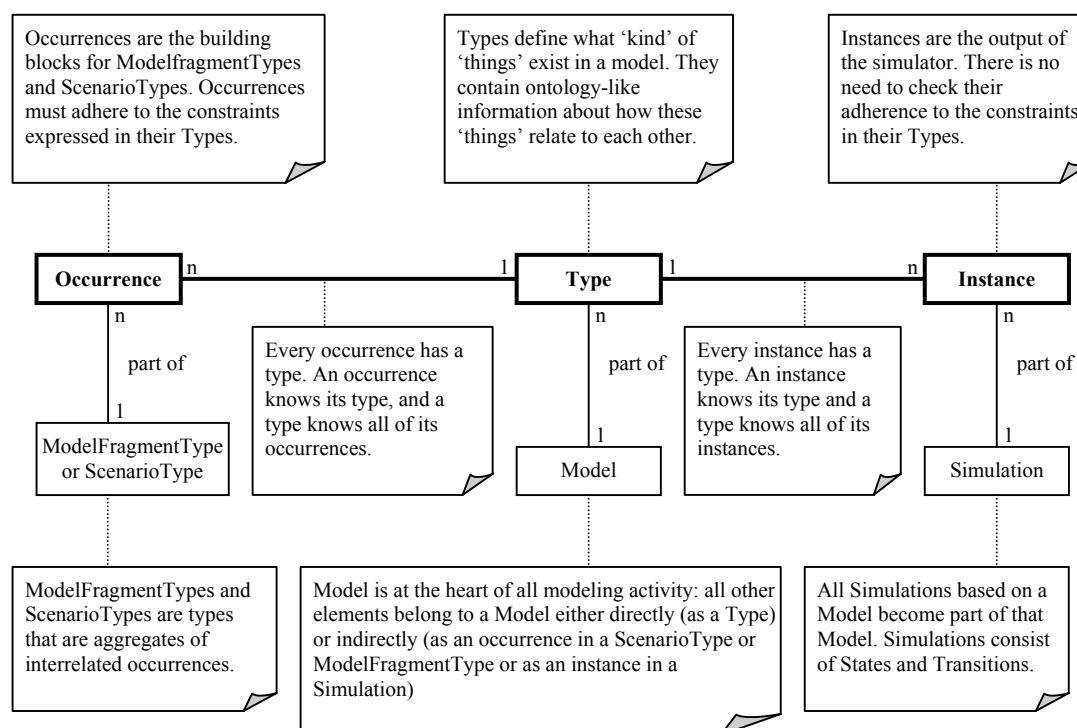 Occurrences are the building
blocks for ModelfragmentTypes
and ScenarioTypes. Occurrences
must adhere to the constraints
expressed in their Types.
Types define what ‘kind’ of
‘things’ exist in a model. They
contain ontology-like
information about how these
‘things’ relate to each other.
Instances are the output of
the simulator. There is no
need to check their
adherence to the constraints
in their Types.
Occurrence
n
1
Type
1
n
Instance
n
part of
1
ModelFragmentType
or ScenarioType
Every occurrence has a
type. An occurrence
knows its type, and a
type knows all of its
occurrences.
n
part of
1
Model
Every instance has a
type. An instance
knows its type and a
type knows all of its
instances.
n
part of
1
Simulation
ModelFragmentTypes and
ScenarioTypes are types
that are aggregates of
interrelated occurrences.
Model is at the heart of all modeling activity: all other
elements belong to a Model either directly (as a Type)
or indirectly (as an occurrence in a ScenarioType or
ModelFragmentType or as an instance in a
Simulation)
All Simulations based on a
Model become part of that
Model. Simulations consist
of States and Transitions.